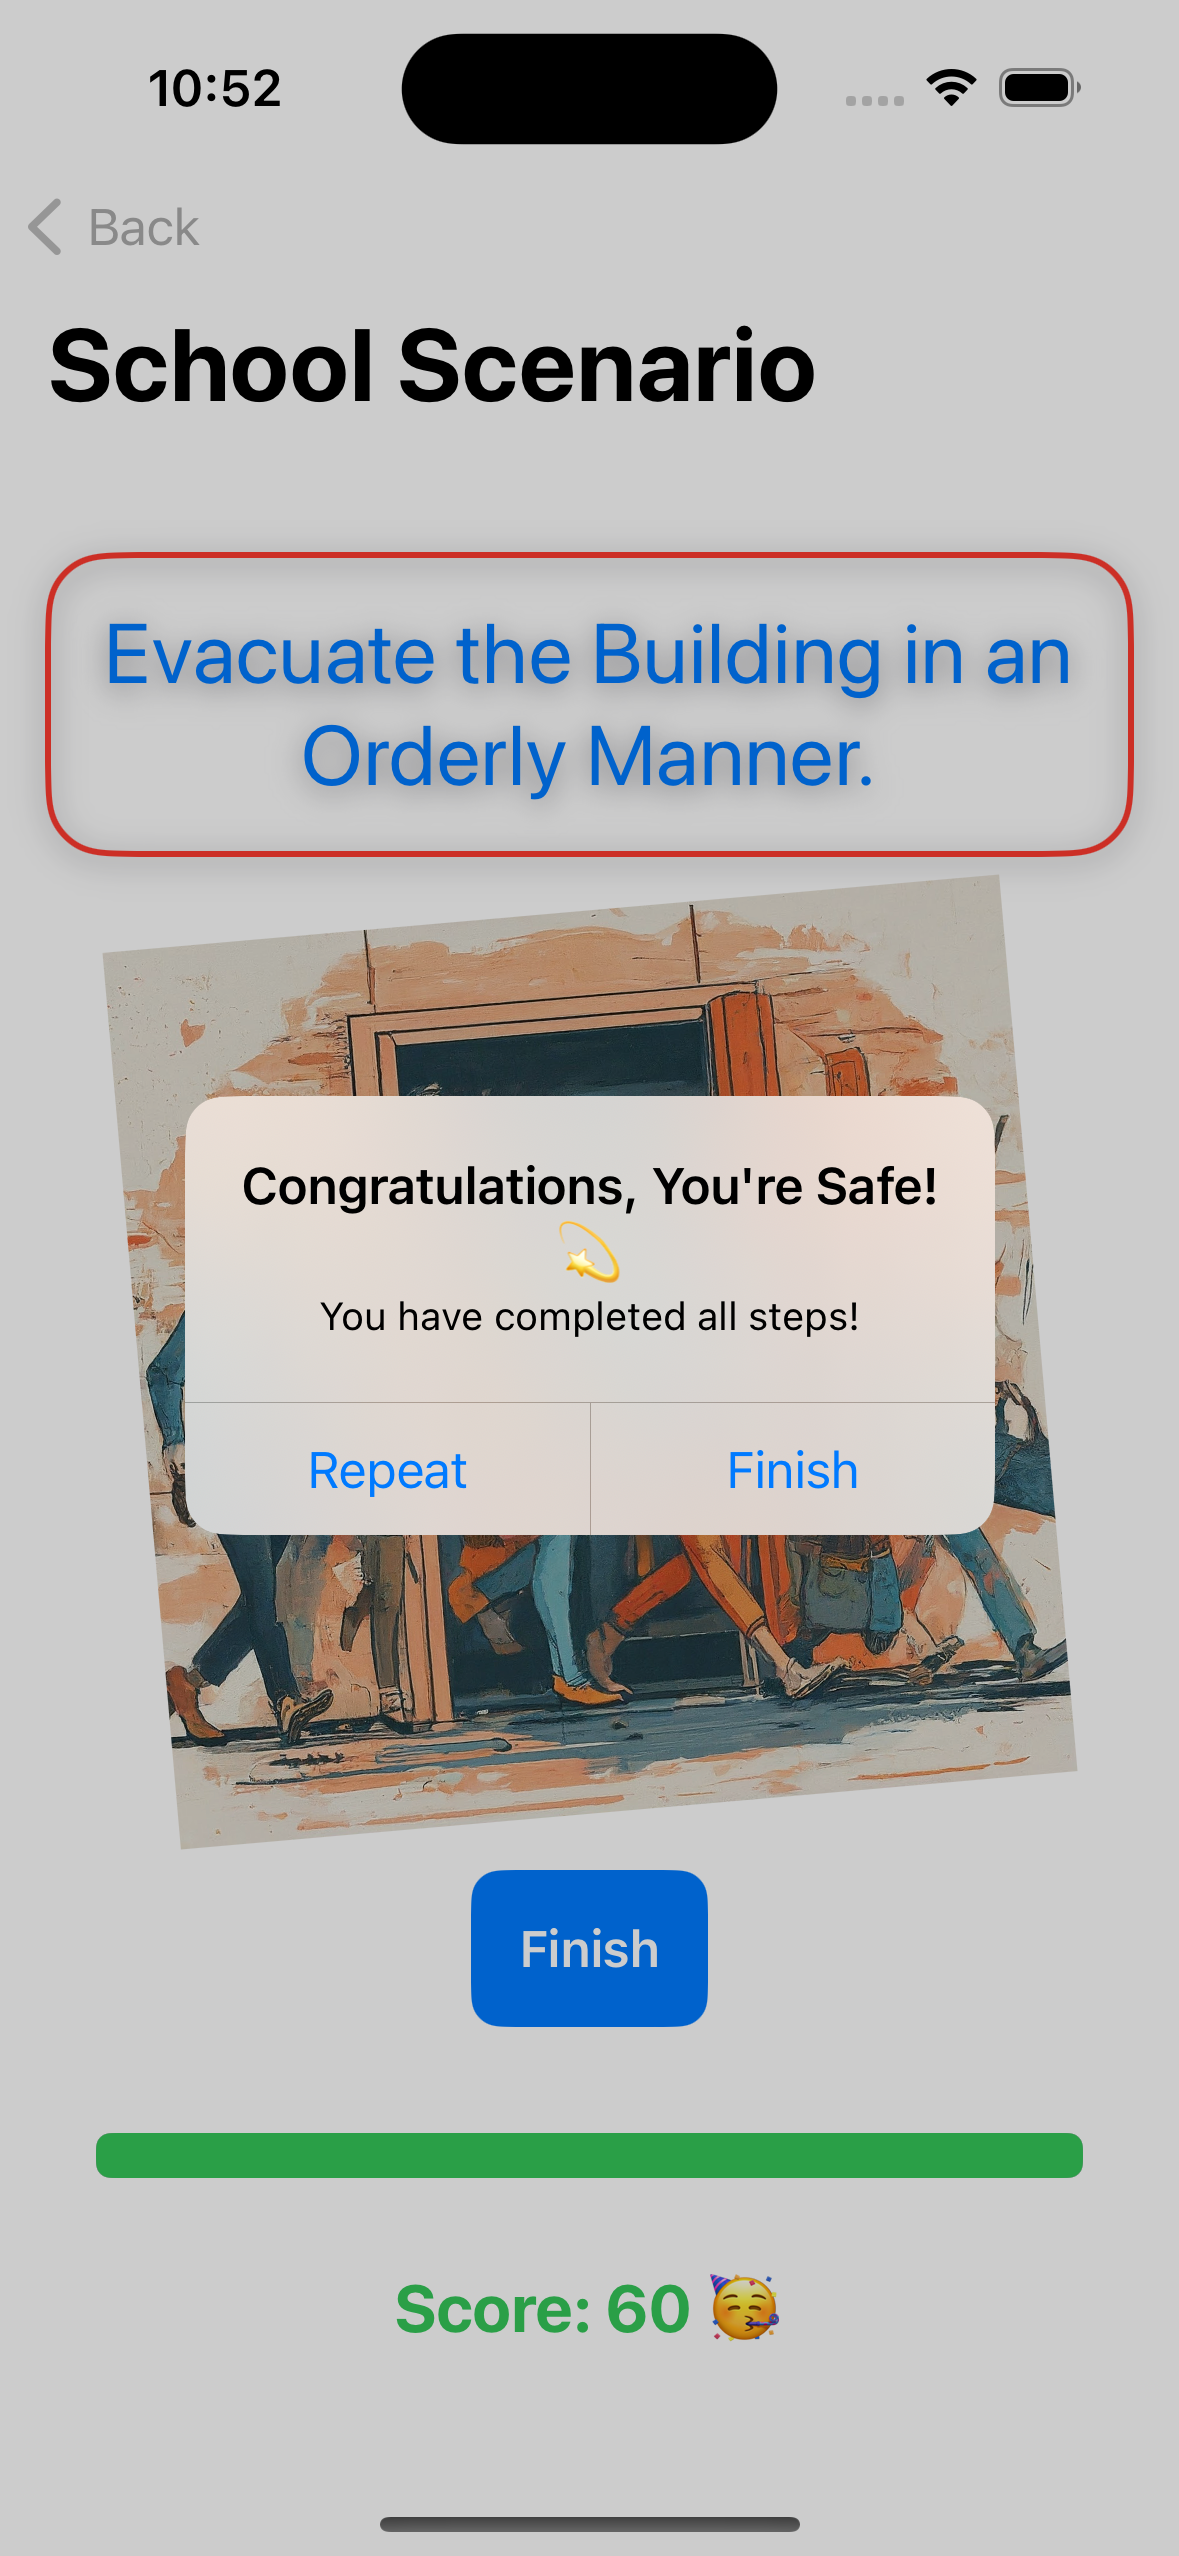 10:52
Back
School Scenario
Evacuate the Building in an
Orderly Manner.
Congratulations, You're Safe!
💫
You have completed all steps!
Repeat
Finish
Finish
Score: 60 🥳